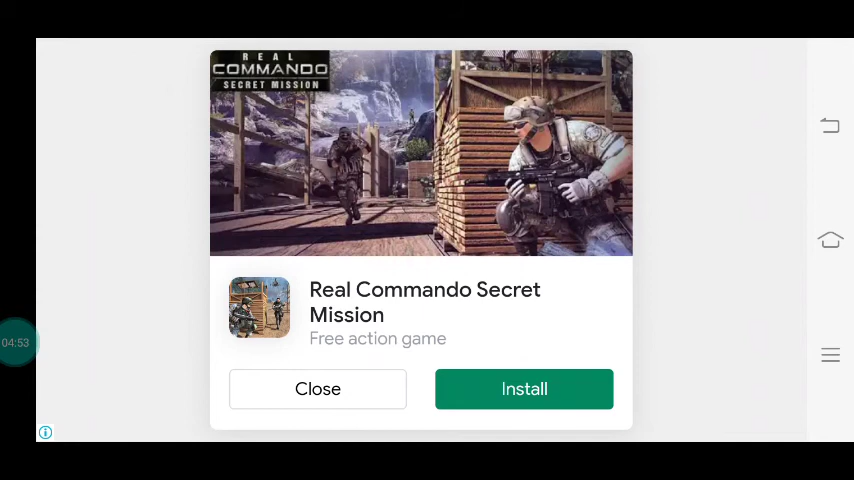 REAL
COMMANDO
SECRET MISSION
Real Commando Secret
Mission
Free action game
Close
Install
04:53